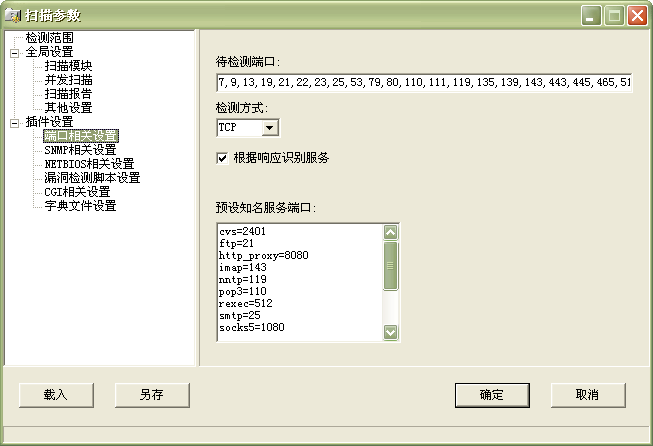 扫描参数
检测范围
全局设置
扫描模块
并发扫描
扫描报告
其他设置
插件设置
端口相关设置
SNMP相关设置
NETBIOS相关设置
漏洞检测脚本设置
CGI相关设置
字典文件设置
待检测端口:
7,9,13,19,21,22,23,25,53,79,80,110,111,119,135,139,143,443,445,465,51
检测方式:
TCP
根据响应识别服务
预设知名服务端口:
cvs=2401
ftp=21
http_proxy=8080
imap=143
nntp=119
pop3=110
rexec=512
smtp=25
socks5=1080
载入
另存
确定
取消